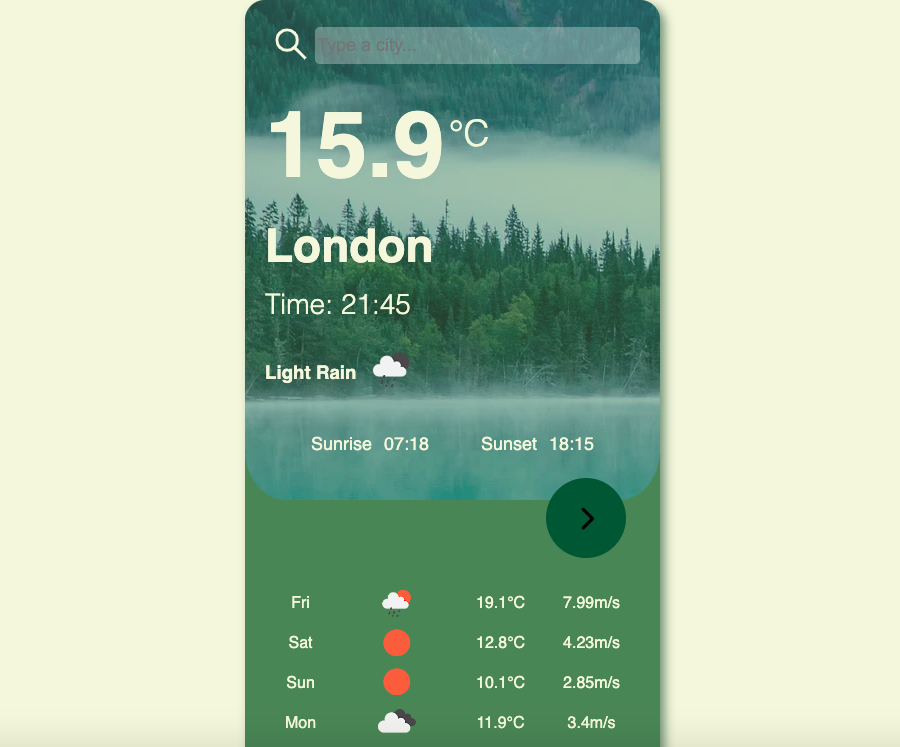 Type a city...
15.9°C
London
Time: 21:45
Light Rain
Sunrise 07:18 Sunset 18:15
Fri 19.1°C 7.99m/s
Sat 12.8°C 4.23m/s
Sun 10.1°C 2.85m/s
Mon 11.9°C 3.4m/s